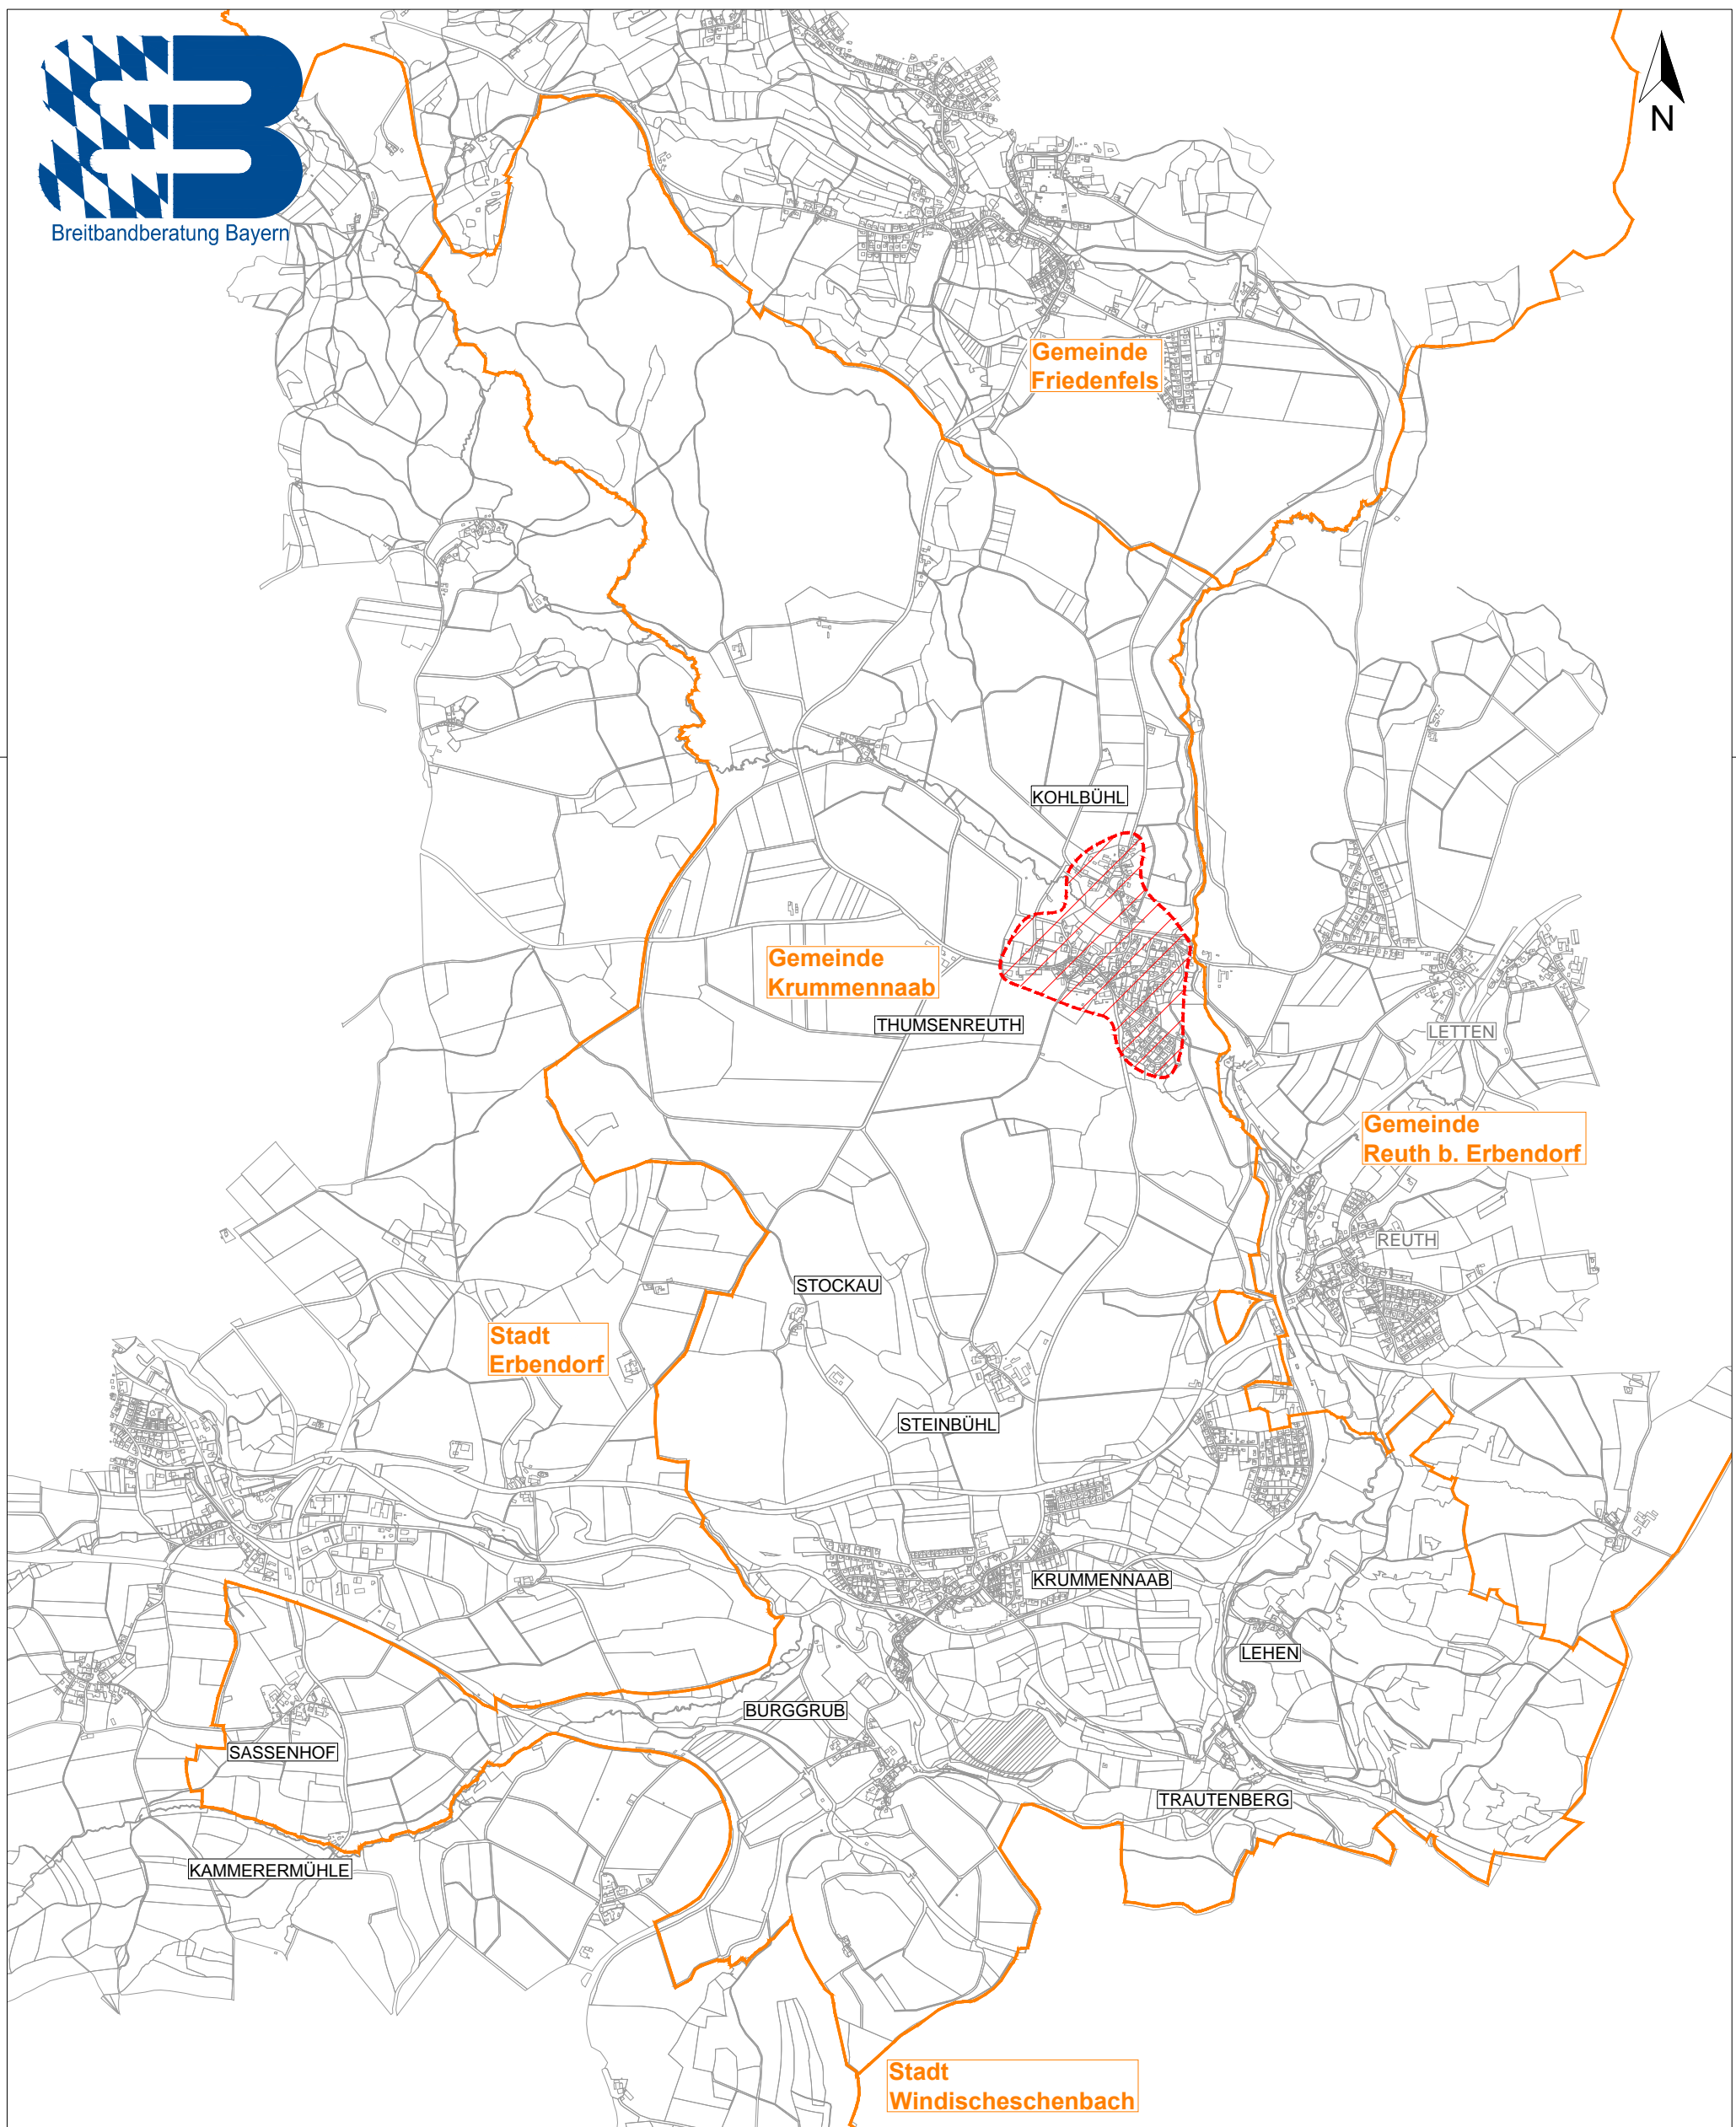 Breitbandberatung Bayern
N
Gemeinde
Friedenfels
KOHLBÜHL
Gemeinde
Krummennaab
THUMSENREUTH
LETTEN
Gemeinde
Reuth b. Erbendorf
REUTH
STOCKAU
Stadt
Erbendorf
STEINBÜHL
KRUMMENNAAB
LEHEN
BURGGRUB
SASSENHOF
TRAUTENBERG
KAMMERERMÜHLE
Stadt
Windischeschenbach